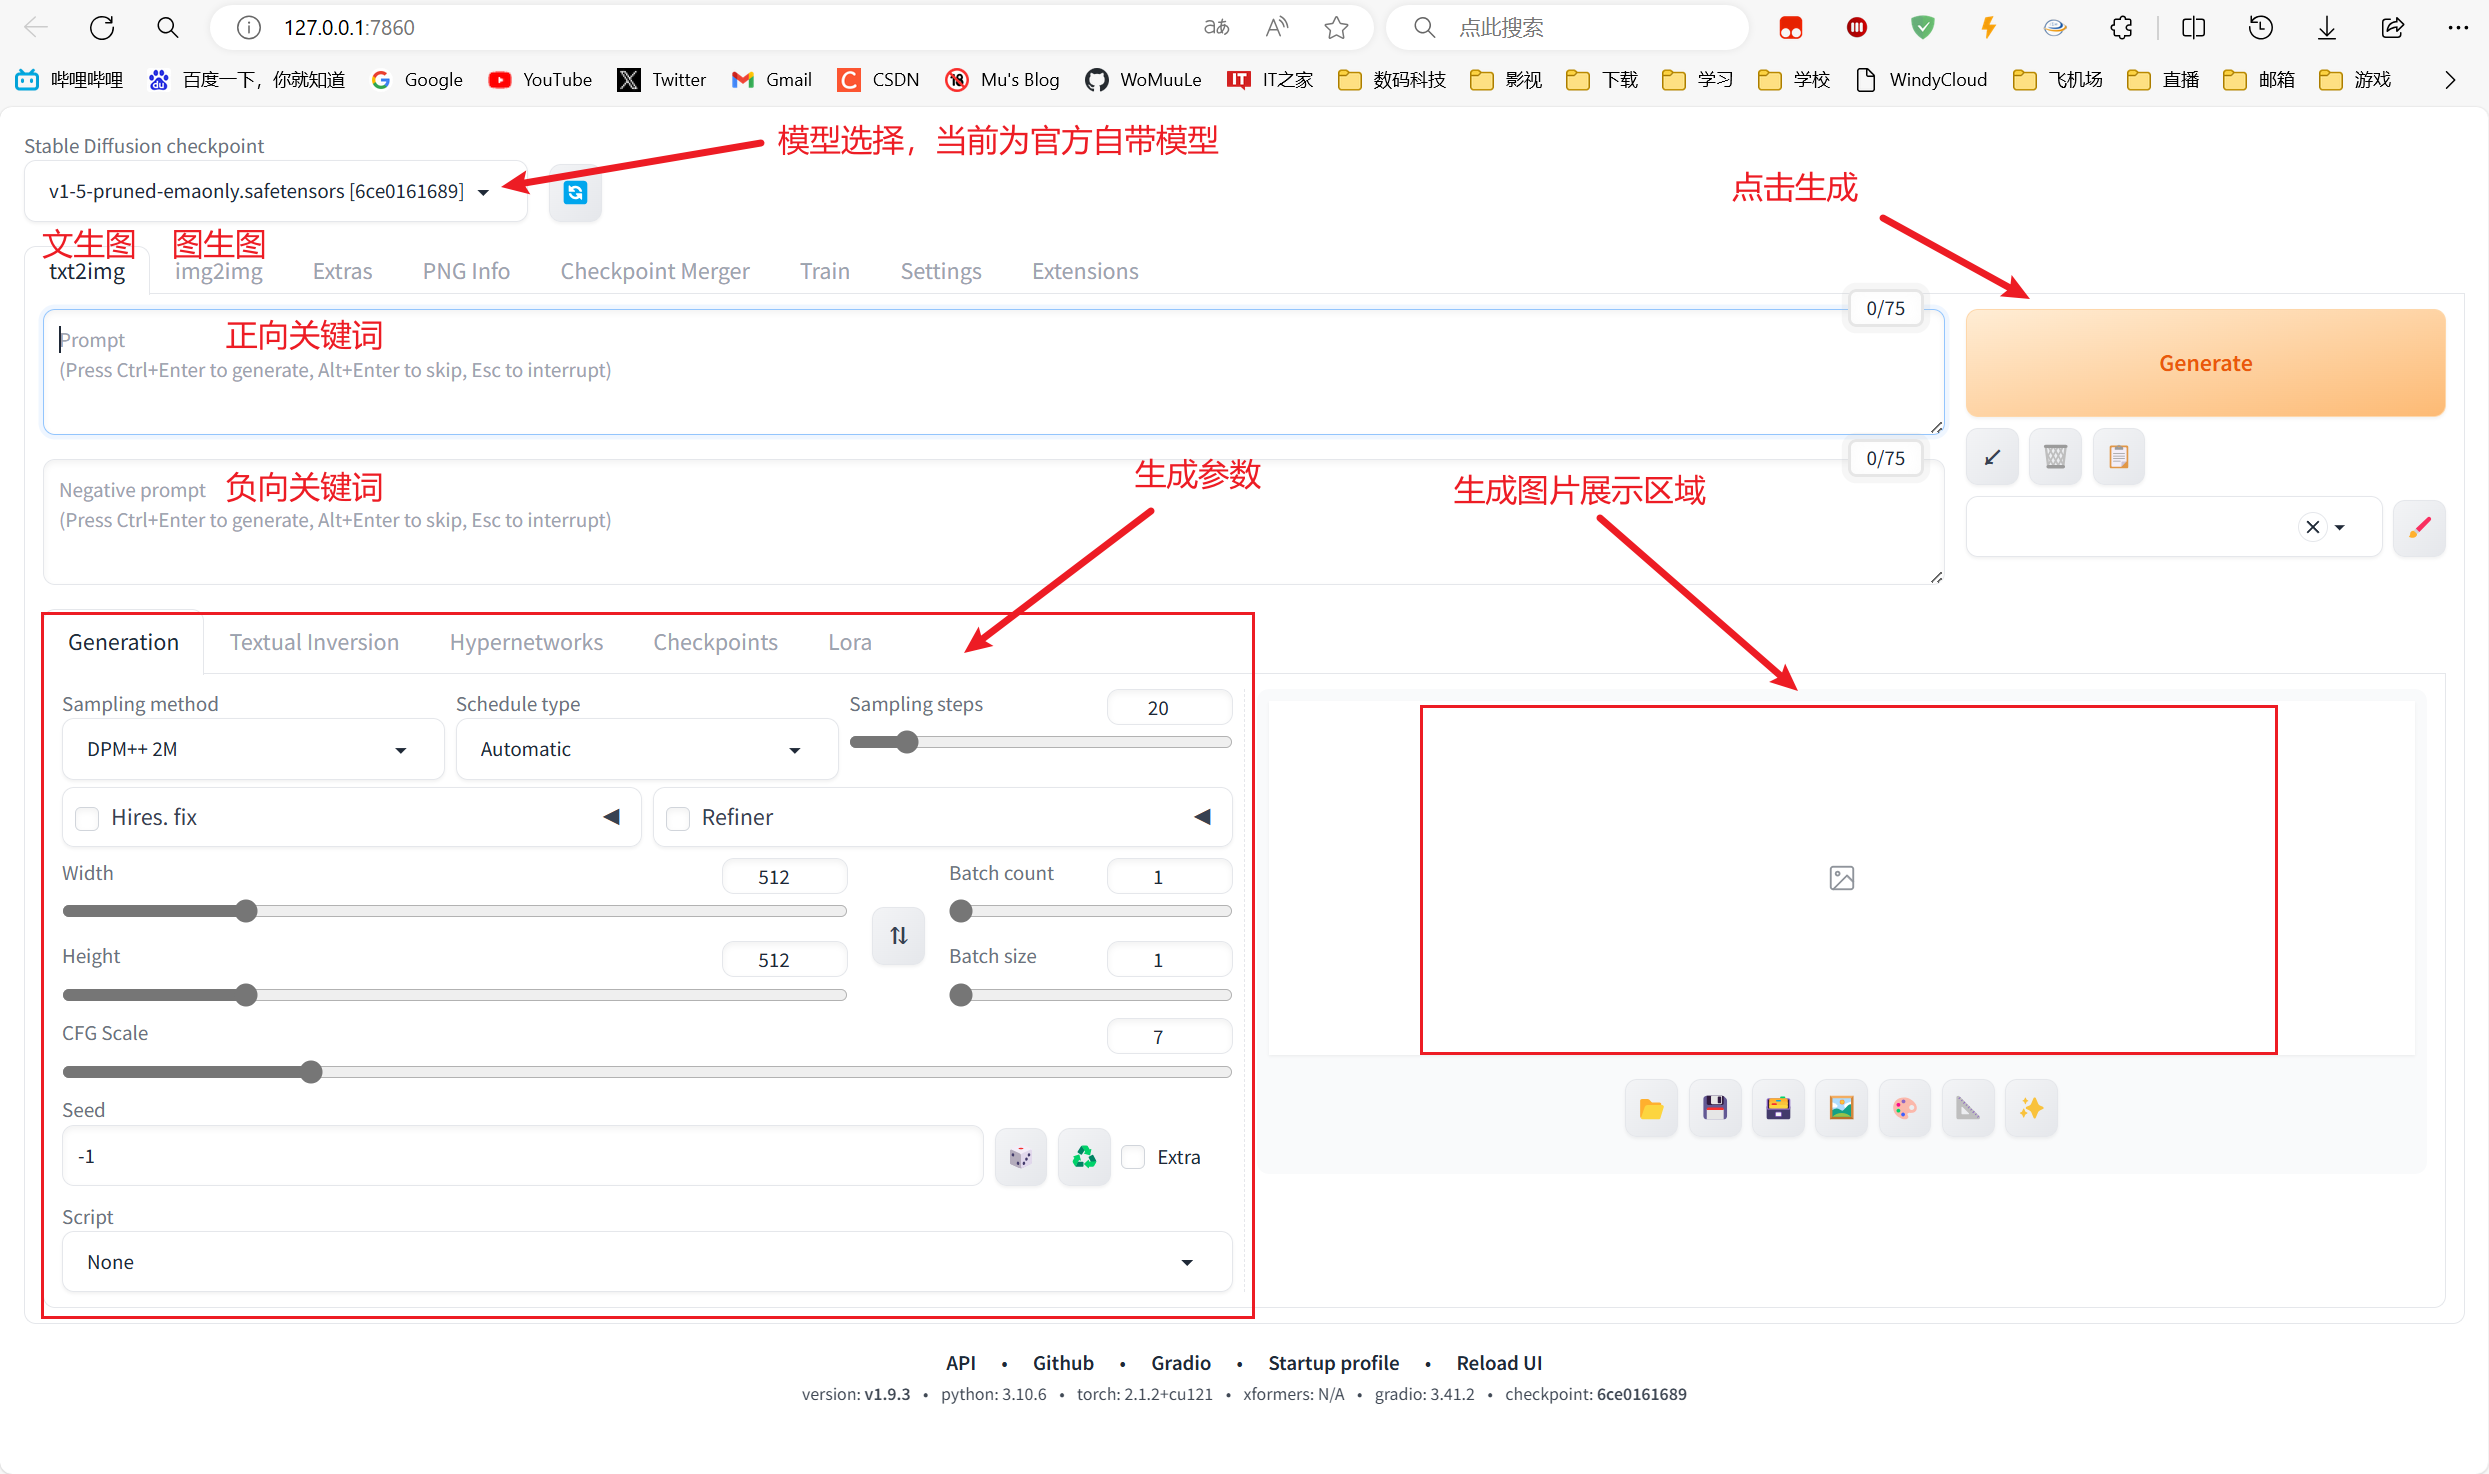 127.0.0.1:7860
点此搜索
哔哩哔哩 百度一下，你就知道 Google YouTube Twitter Gmail CSDN Mu's Blog WoMuuLe IT之家 数码科技 影视 下载 学习 学校 WindyCloud 飞机场 直播 邮箱 游戏
模型选择，当前为官方自带模型
Stable Diffusion checkpoint
v1-5-pruned-emaonly.safetensors [6ce0161689]
点击生成
文生图 图生图
txt2img img2img Extras PNG Info Checkpoint Merger Train Settings Extensions
0/75
Prompt 正向关键词
(Press Ctrl+Enter to generate, Alt+Enter to skip, Esc to interrupt)
Generate
0/75
Negative prompt 负向关键词
(Press Ctrl+Enter to generate, Alt+Enter to skip, Esc to interrupt)
生成参数
生成图片展示区域
Generation Textual Inversion Hypernetworks Checkpoints Lora
Sampling method Schedule type Sampling steps 20
DPM++ 2M Automatic
Hires. fix Refiner
Width 512 Batch count 1
Height 512 Batch size 1
CFG Scale 7
Seed
-1 Extra
Script
None
API • Github • Gradio • Startup profile • Reload UI
version: v1.9.3 • python: 3.10.6 • torch: 2.1.2+cu121 • xformers: N/A • gradio: 3.41.2 • checkpoint: 6ce0161689